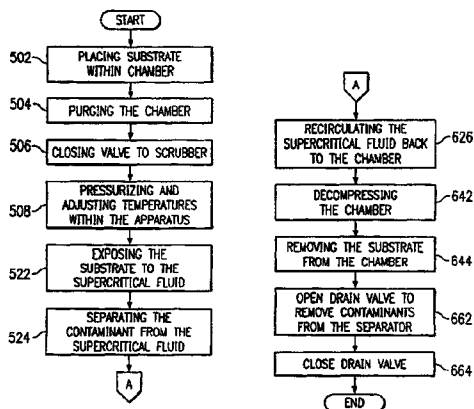 START
502
PLACING SUBSTRATE
WITHIN CHAMBER
504
PURGING THE CHAMBER
506
CLOSING VALVE TO SCRUBBER
508
PRESSURIZING AND
ADJUSTING TEMPERATURES
WITHIN THE APPARATUS
522
EXPOSING THE
SUBSTRATE TO THE
SUPERCRITICAL FLUID
524
SEPARATING THE
CONTAMINANT FROM THE
SUPERCRITICAL FLUID
A
A
RECIRCULATING THE
SUPERCRITICAL FLUID BACK
TO THE CHAMBER
626
DECOMPRESSING
THE CHAMBER
642
REMOVING THE SUBSTRATE
FROM THE CHAMBER
644
OPEN DRAIN VALVE TO
REMOVE CONTAMINANTS
FROM THE SEPARATOR
662
CLOSE DRAIN VALVE
664
END